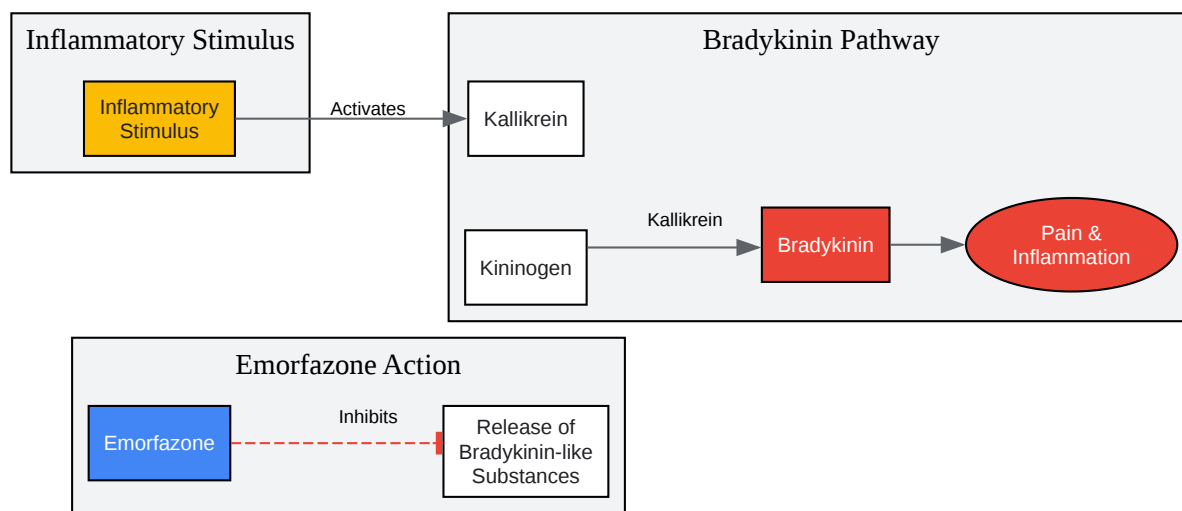 Inflammatory Stimulus
Inflammatory
Stimulus
Activates
Bradykinin Pathway
Kallikrein
Kininogen
Kallikrein
Bradykinin
Pain &
Inflammation
Emorfazone Action
Emorfazone
Inhibits
Release of
Bradykinin-like
Substances